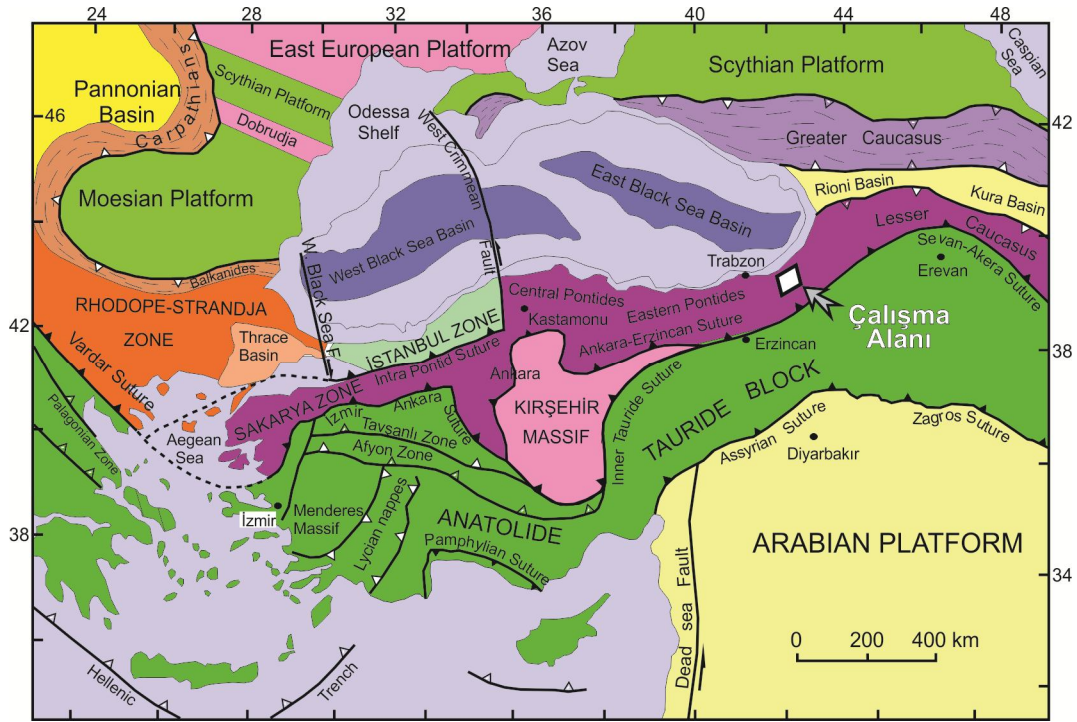 24 28 32 36 40 44 48
East European Platform
Azov
Sea
Caspian
Sea
Scythian Platform
Pannonian
Basin
Carpathians
Scythian Platform
Dobrudja
Odessa
Shelf
46
42
West Crimmean
Fault
Greater Caucasus
Moesian Platform
East Black Sea Basin
Rioni Basin
Kura Basin
West Black Sea Basin
Lesser
Caucasus
Sevan-Akera Suture
Erevan
Balkanides
W. Black Sea F.
Trabzon
RHODOPE-STRANDJA
ZONE
Central Pontides
Eastern Pontides
Kastamonu
Çalışma
Alanı
42
38
Thrace
Basin
İSTANBUL ZONE
Intra Pontid Suture
Ankara-Erzincan Suture
Erzincan
Vardar Suture
SAKARYA ZONE
Ankara
KIRŞEHİR
MASSIF
Inner Tauride Suture
TAURIDE BLOCK
Palagonian Zone
Aegean
Sea
İzmir
Ankara
Suture
Tavsanlı Zone
Afyon Zone
Assyrian Suture
Zagros Suture
Diyarbakır
İzmir
Menderes
Massif
Lycian nappes
ANATOLIDE
Pamphylian Suture
38
34
ARABIAN PLATFORM
Dead sea Fault
0 200 400 km
Hellenic
Trench